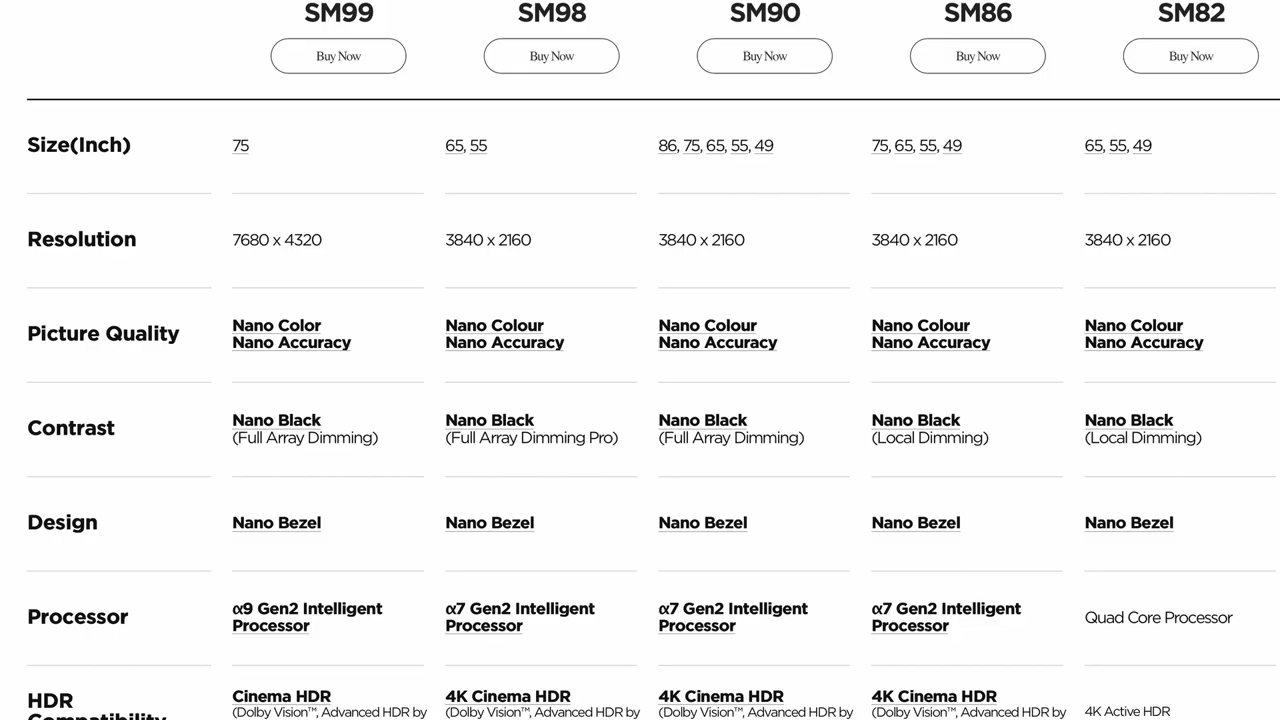 SM99 SM98 SM90 SM86 SM82
Buy Now Buy Now Buy Now Buy Now Buy Now
Size(Inch) 75 65, 55 86, 75, 65, 55, 49 75, 65, 55, 49 65, 55, 49
Resolution 7680 x 4320 3840 x 2160 3840 x 2160 3840 x 2160 3840 x 2160
Picture Quality
Nano Color Nano Colour Nano Colour Nano Colour Nano Colour
Nano Accuracy Nano Accuracy Nano Accuracy Nano Accuracy Nano Accuracy
Contrast
Nano Black Nano Black Nano Black Nano Black Nano Black
(Full Array Dimming) (Full Array Dimming Pro) (Full Array Dimming) (Local Dimming) (Local Dimming)
Design Nano Bezel Nano Bezel Nano Bezel Nano Bezel Nano Bezel
Processor
α9 Gen2 Intelligent α7 Gen2 Intelligent α7 Gen2 Intelligent α7 Gen2 Intelligent
Processor Processor Processor Processor Quad Core Processor
HDR Cinema HDR 4K Cinema HDR 4K Cinema HDR 4K Cinema HDR
Compatibility (Dolby Vision™, Advanced HDR by (Dolby Vision™, Advanced HDR by (Dolby Vision™, Advanced HDR by (Dolby Vision™, Advanced HDR by 4K Active HDR